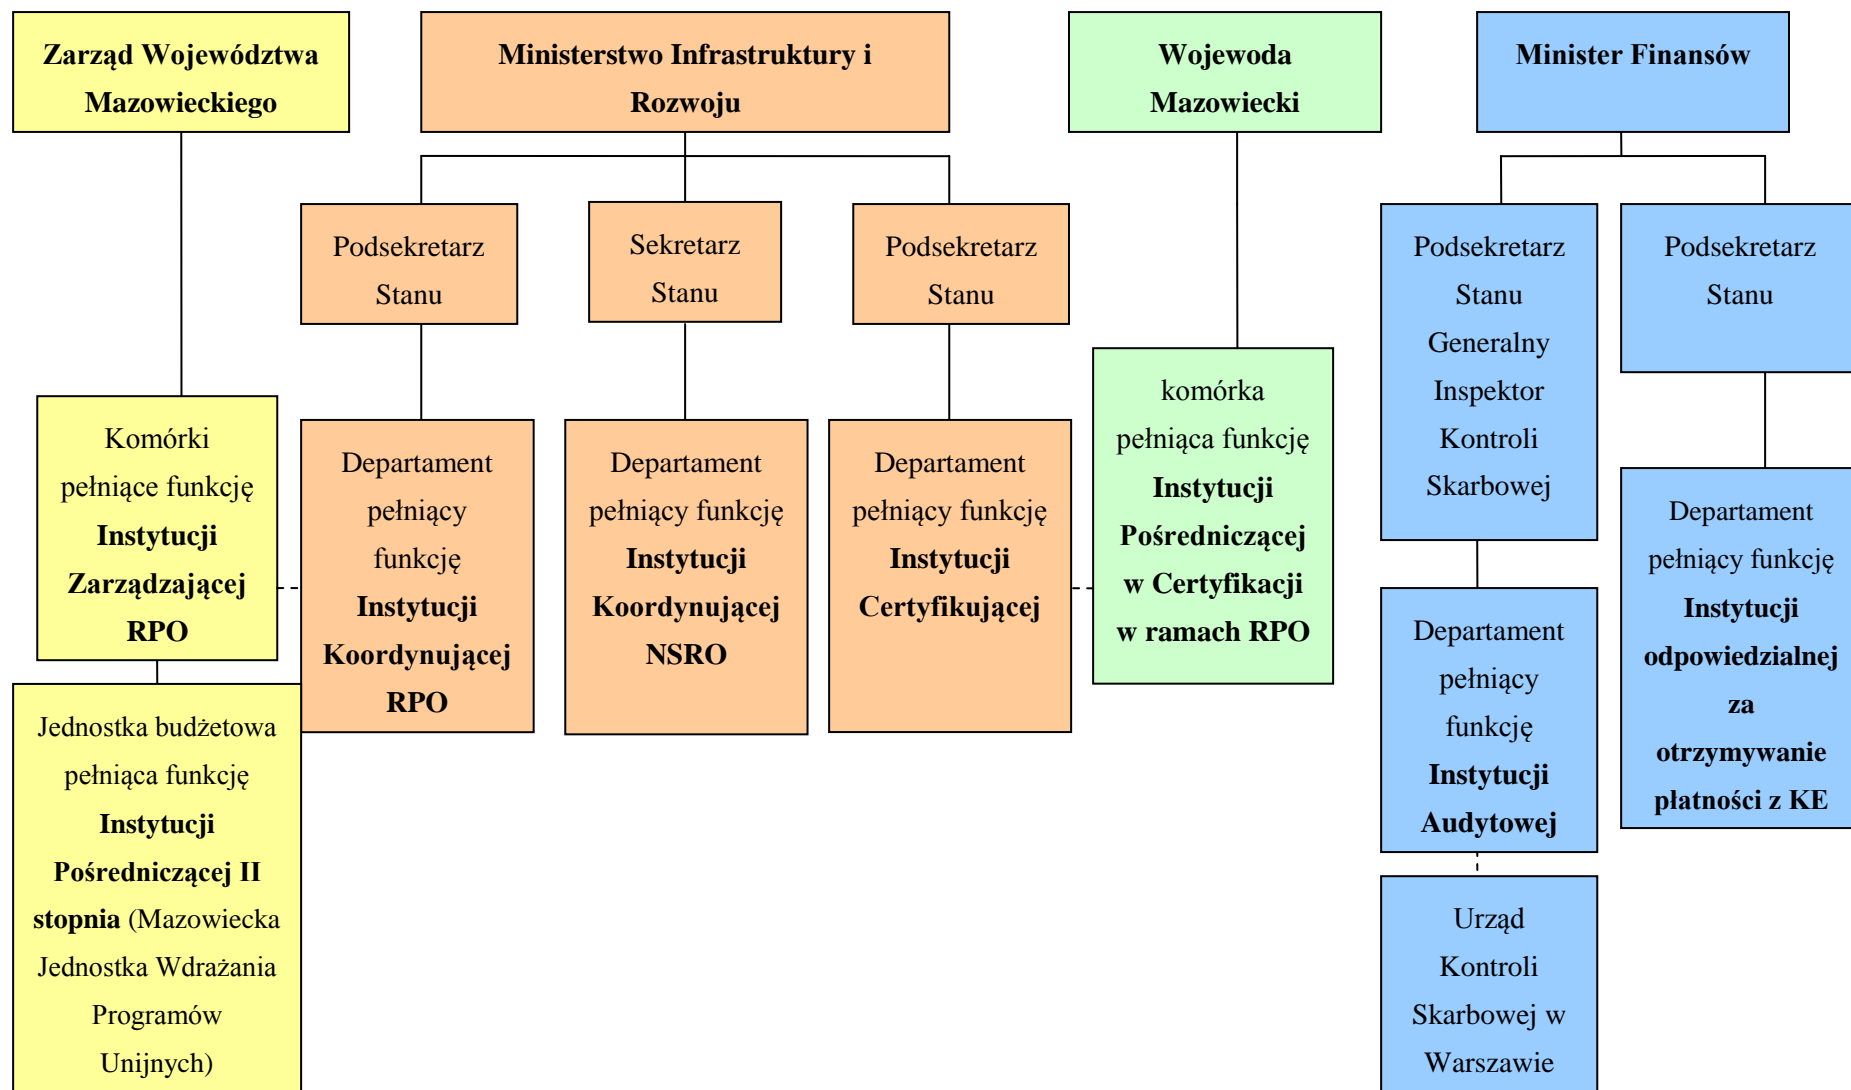 Zarząd Województwa
Mazowieckiego
Ministerstwo Infrastruktury i
Rozwoju
Wojewoda
Mazowiecki
Minister Finansów
Podsekretarz
Stanu
Sekretarz
Stanu
Podsekretarz
Stanu
Podsekretarz
Stanu
Generalny
Inspektor
Kontroli
Skarbowej
Podsekretarz
Stanu
Komórki
pełniące funkcję
Instytucji
Zarządzającej
RPO
Departament
pełniący
funkcję
Instytucji
Koordynującej
RPO
Departament
pełniący funkcję
Instytucji
Koordynującej
NSRO
Departament
pełniący funkcję
Instytucji
Certyfikującej
komórka
pełniąca funkcję
Instytucji
Pośredniczącej
w Certyfikacji
w ramach RPO
Departament
pełniący
funkcję
Instytucji
Audytowej
Departament
pełniący funkcję
Instytucji
odpowiedzialnej
za
otrzymywanie
płatności z KE
Jednostka budżetowa
pełniąca funkcję
Instytucji
Pośredniczącej II
stopnia (Mazowiecka
Jednostka Wdrażania
Programów
Unijnych)
Urząd
Kontroli
Skarbowej w
Warszawie